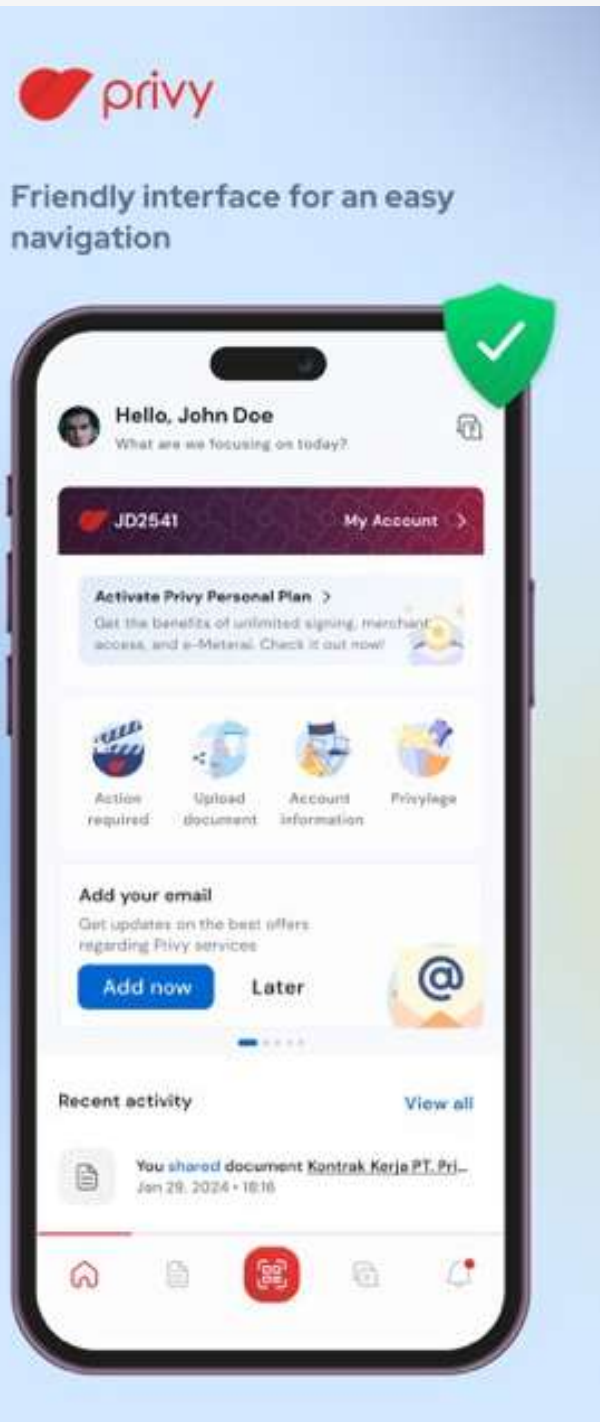 privy
Friendly interface for an easy
navigation
Hello, John Doe
What are we focusing on today?
JD2541
My Account >
Activate Privy Personal Plan >
Get the benefits of unlimited signing, merchant
access, and e-Meterai. Check it out now!
Action
required
Upload
document
Account
information
Privylege
Add your email
Get updates on the best offers
regarding Privy services
Add now
Later
@
Recent activity
View all
You shared document Kontrak Kerja PT. Pri...
Jan 29, 2024 • 18:16